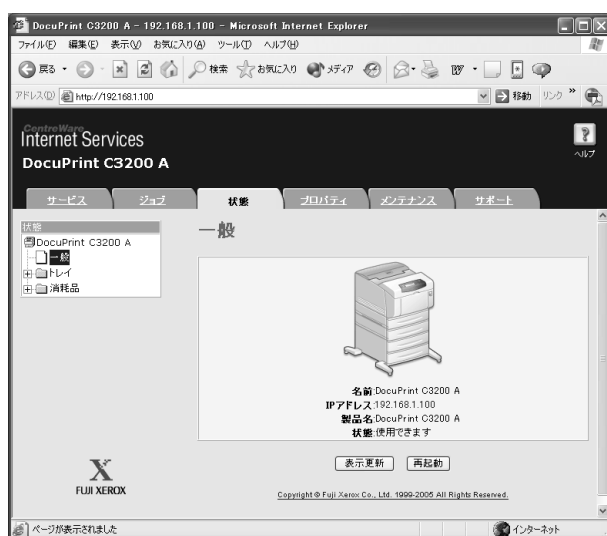 DocuPrint C3200 A - 192.168.1.100 - Microsoft Internet Explorer
ファイル(F) 編集(E) 表示(V) お気に入り(A) ツール(T) ヘルプ(H)
戻る 検索 お気に入り メディア
アドレス(D) http://192.168.1.100 移動 リンク »
CentreWare
Internet Services
DocuPrint C3200 A
ヘルプ
サービス ジョブ 状態 プロパティ メンテナンス サポート
状態
DocuPrint C3200 A
一般
トレイ
消耗品
一般
名前:DocuPrint C3200 A
IPアドレス:192.168.1.100
製品名:DocuPrint C3200 A
状態:使用できます
表示更新 再起動
X
FUJI XEROX
Copyright © Fuji Xerox Co., Ltd. 1999-2005 All Rights Reserved.
ページが表示されました インターネット